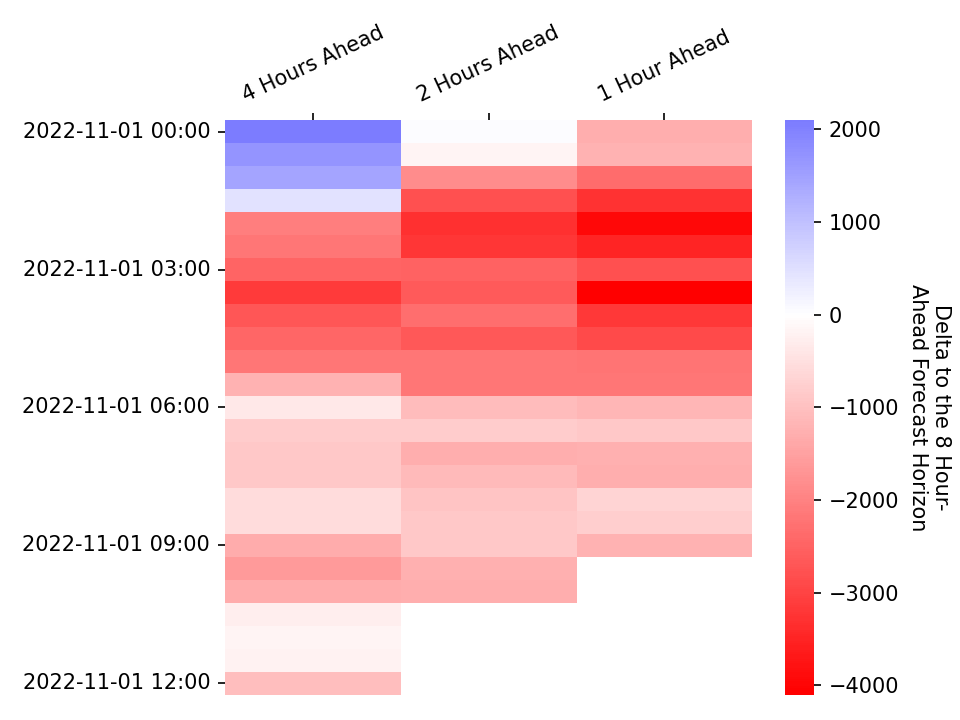 4 Hours Ahead
2 Hours Ahead
1 Hour Ahead
2022-11-01 00:00
2022-11-01 03:00
2022-11-01 06:00
2022-11-01 09:00
2022-11-01 12:00
2000
1000
0
−1000
−2000
−3000
−4000
Delta to the 8 Hour-
Ahead Forecast Horizon